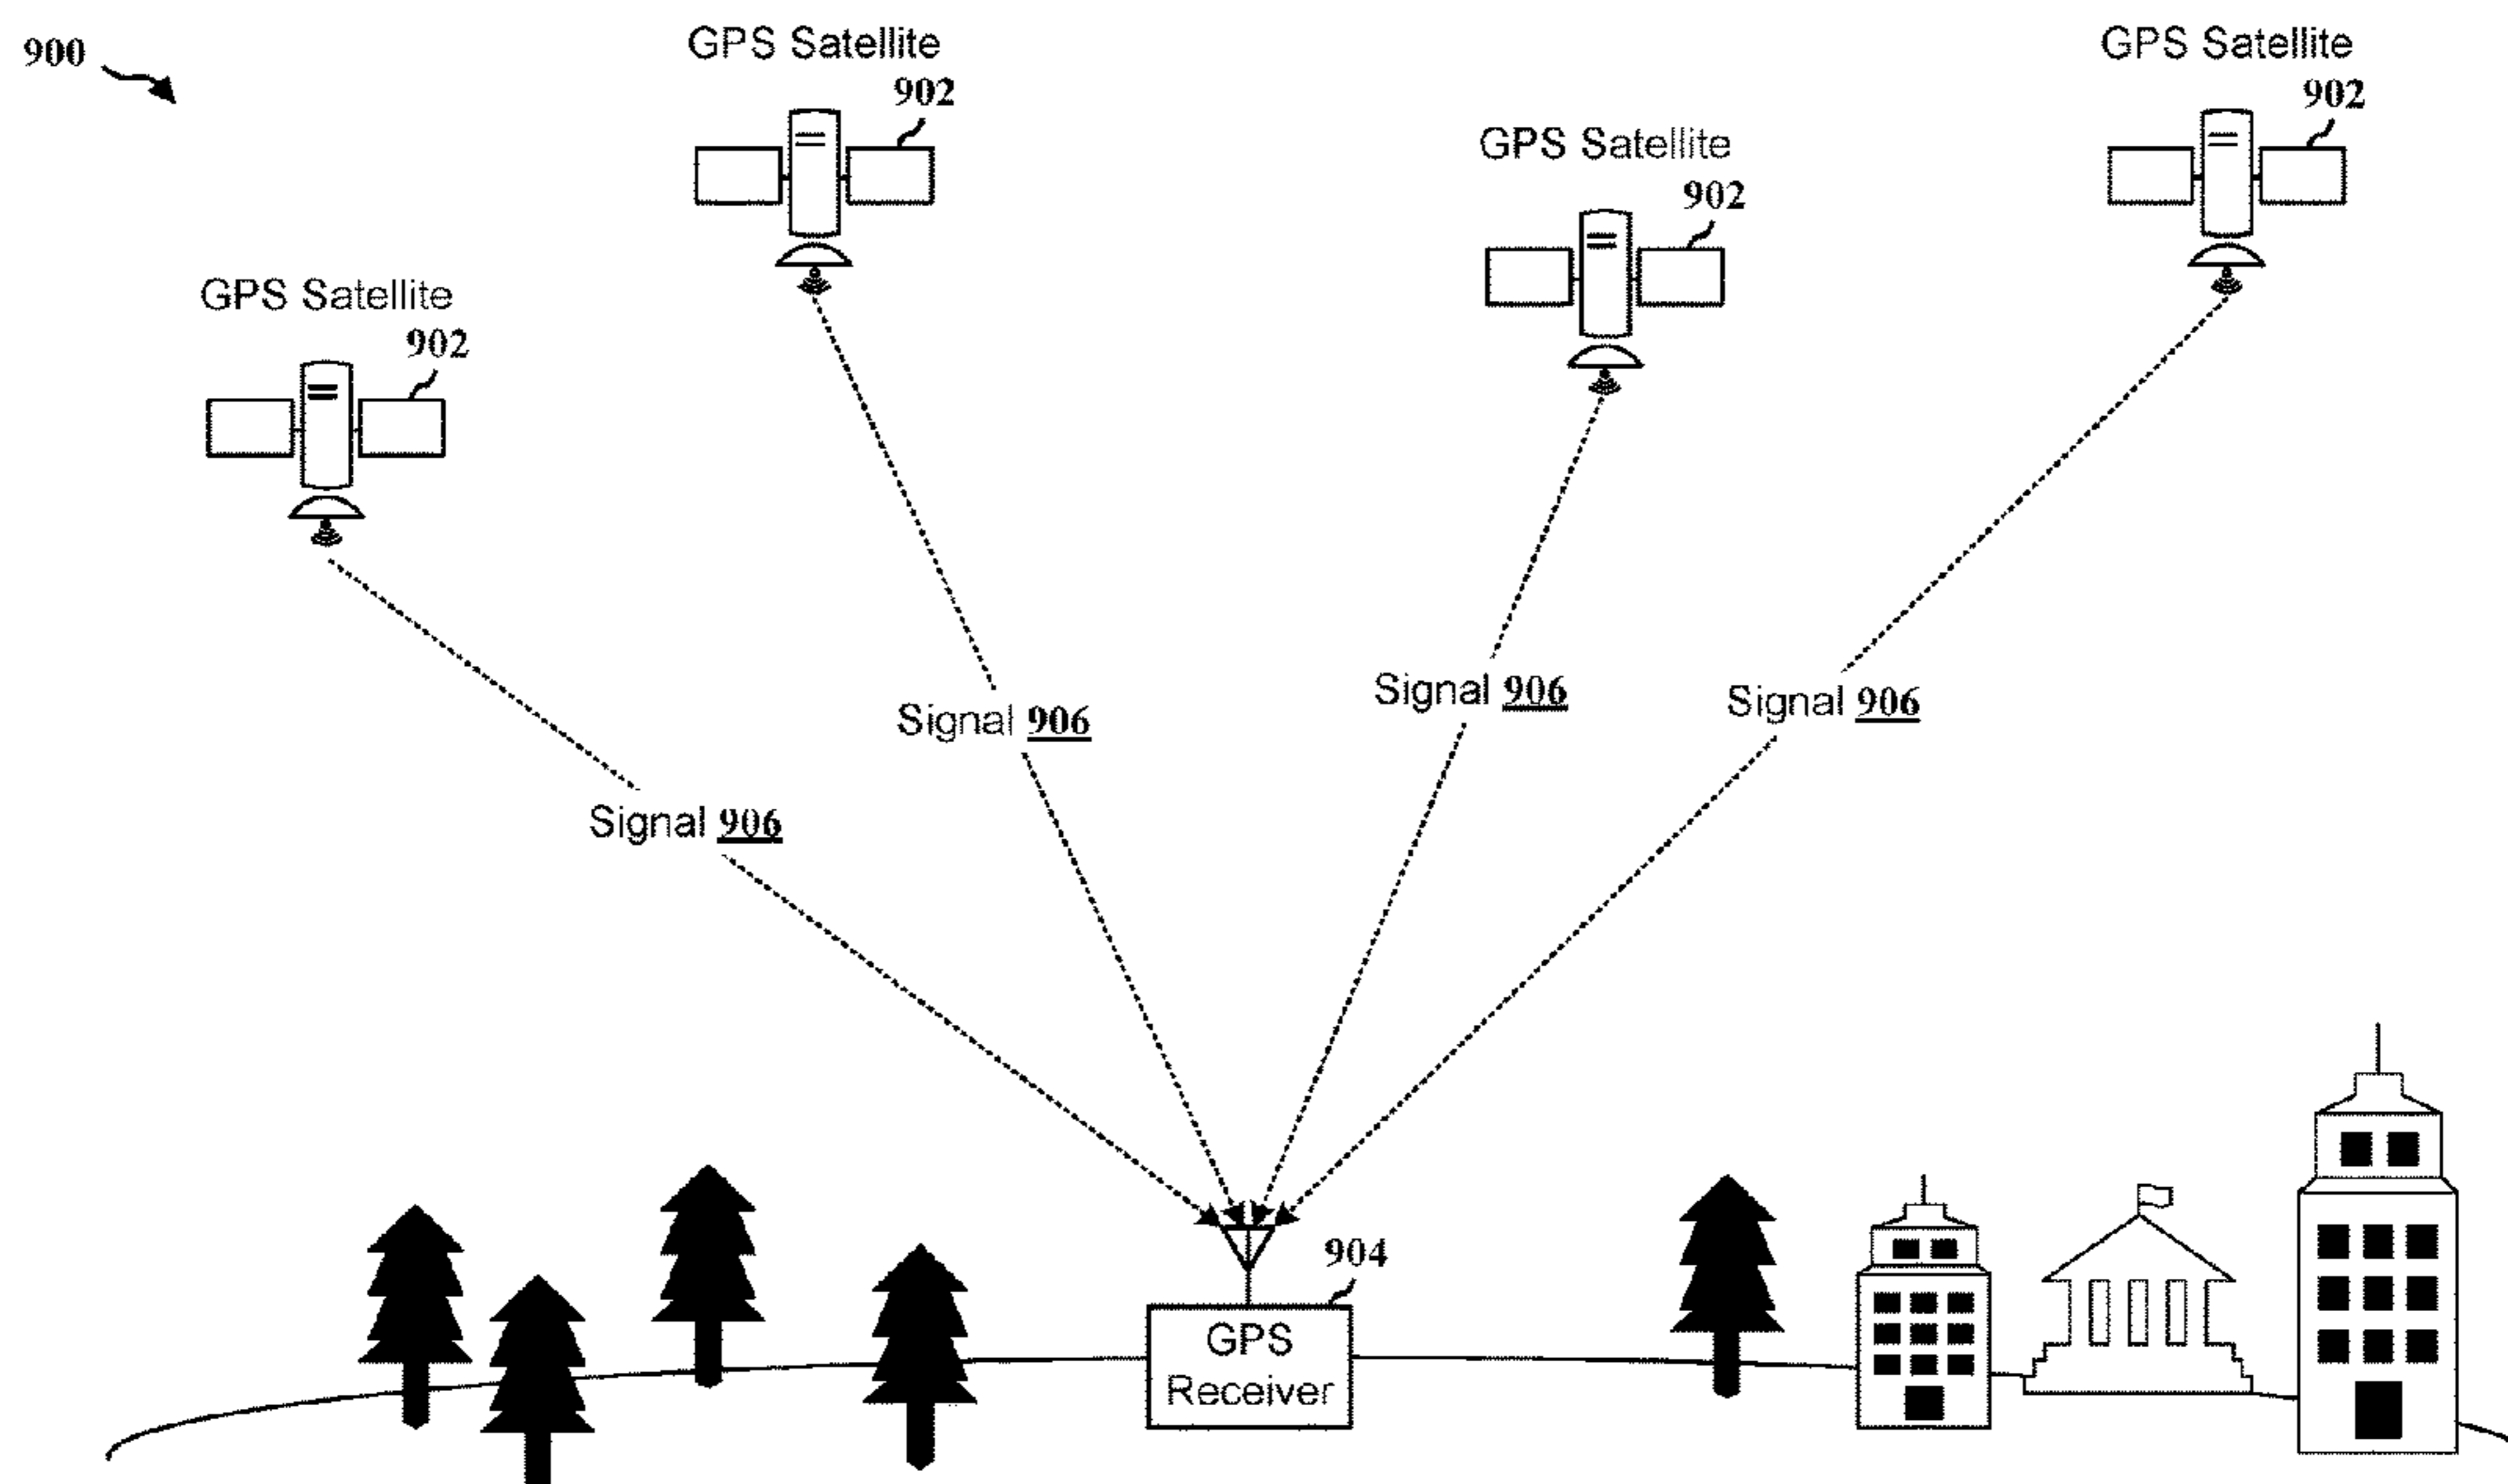 900
GPS Satellite
902
GPS Satellite
902
GPS Satellite
902
GPS Satellite
902
Signal 906
Signal 906
Signal 906
Signal 906
904
GPS
Receiver